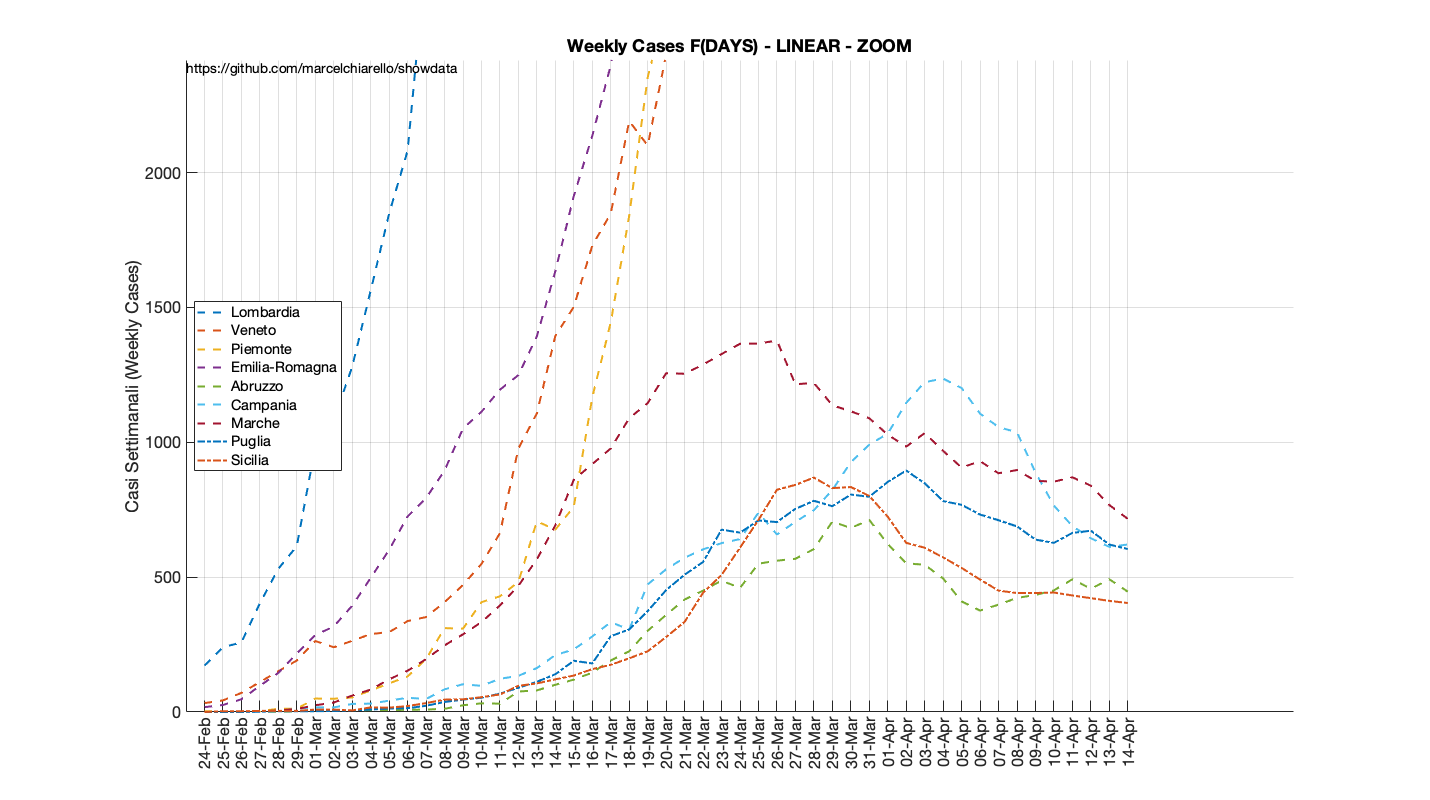 Weekly Cases F(DAYS) - LINEAR - ZOOM
https://github.com/marcelchiarello/showdata
Casi Settimanali (Weekly Cases)
2000
1500
1000
500
0
Lombardia
Veneto
Piemonte
Emilia-Romagna
Abruzzo
Campania
Marche
Puglia
Sicilia
24-Feb
25-Feb
26-Feb
27-Feb
28-Feb
29-Feb
01-Mar
02-Mar
03-Mar
04-Mar
05-Mar
06-Mar
07-Mar
08-Mar
09-Mar
10-Mar
11-Mar
12-Mar
13-Mar
14-Mar
15-Mar
16-Mar
17-Mar
18-Mar
19-Mar
20-Mar
21-Mar
22-Mar
23-Mar
24-Mar
25-Mar
26-Mar
27-Mar
28-Mar
29-Mar
30-Mar
31-Mar
01-Apr
02-Apr
03-Apr
04-Apr
05-Apr
06-Apr
07-Apr
08-Apr
09-Apr
10-Apr
11-Apr
12-Apr
13-Apr
14-Apr